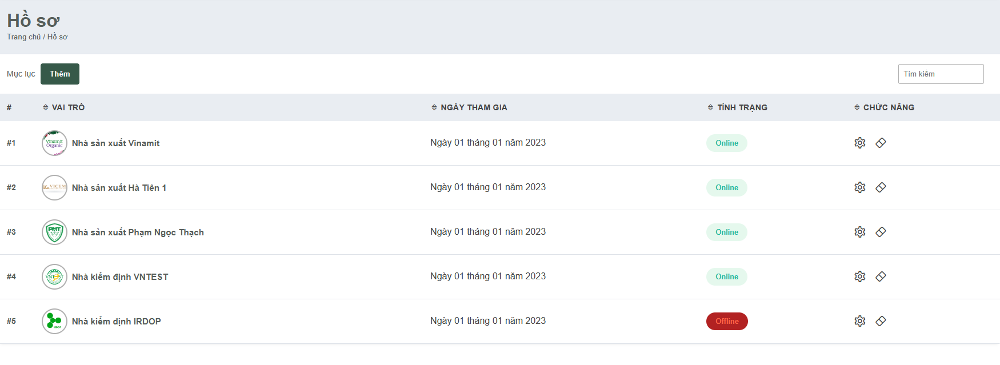 Hồ sơ
Trang chủ / Hồ sơ
Mục lục Thêm Tìm kiếm
# VAI TRÒ NGÀY THAM GIA TÌNH TRẠNG CHỨC NĂNG
#1 Vinamit Organic Nhà sản xuất Vinamit Ngày 01 tháng 01 năm 2023 Online
#2 VICEM Nhà sản xuất Hà Tiên 1 Ngày 01 tháng 01 năm 2023 Online
#3 PNT Nhà sản xuất Phạm Ngọc Thạch Ngày 01 tháng 01 năm 2023 Online
#4 VNTEST Nhà kiểm định VNTEST Ngày 01 tháng 01 năm 2023 Online
#5 IRDOP Nhà kiểm định IRDOP Ngày 01 tháng 01 năm 2023 Offline